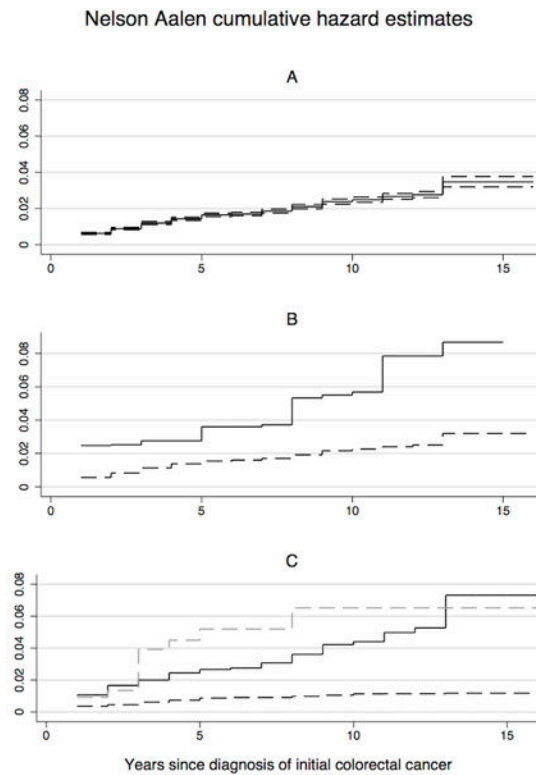 Nelson Aalen cumulative hazard estimates
A
0.08
0.06
0.04
0.02
0
0 5 10 15
B
0.08
0.06
0.04
0.02
0
0 5 10 15
C
0.08
0.06
0.04
0.02
0
0 5 10 15
Years since diagnosis of initial colorectal cancer